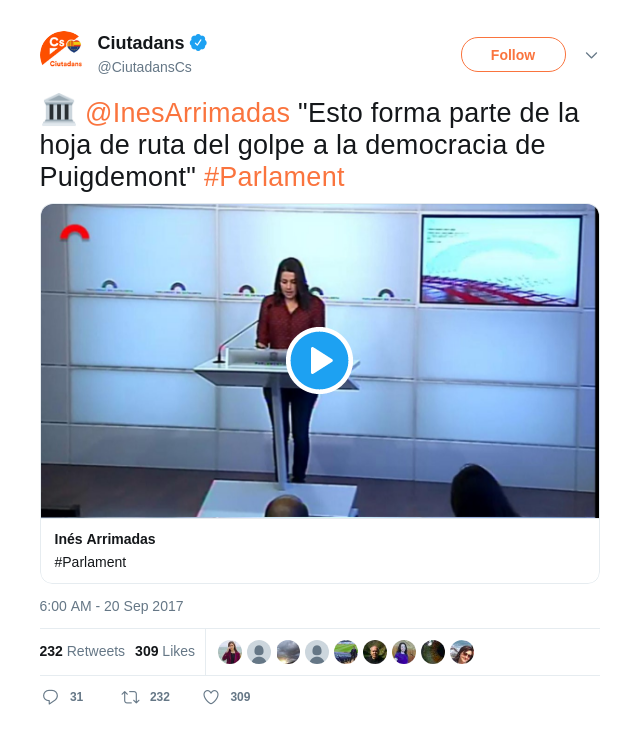 Cs
Ciutadans
Ciutadans
@CiutadansCs
Follow
@InesArrimadas "Esto forma parte de la
hoja de ruta del golpe a la democracia de
Puigdemont" #Parlament
Inés Arrimadas
#Parlament
6:00 AM - 20 Sep 2017
232 Retweets 309 Likes
31 232 309